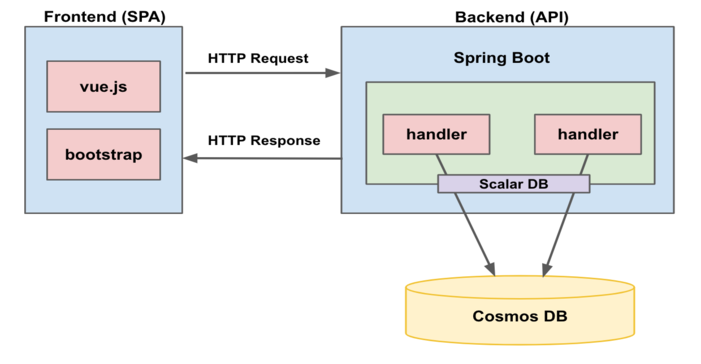 Frontend (SPA)
Backend (API)
vue.js
bootstrap
HTTP Request
HTTP Response
Spring Boot
handler
handler
Scalar DB
Cosmos DB